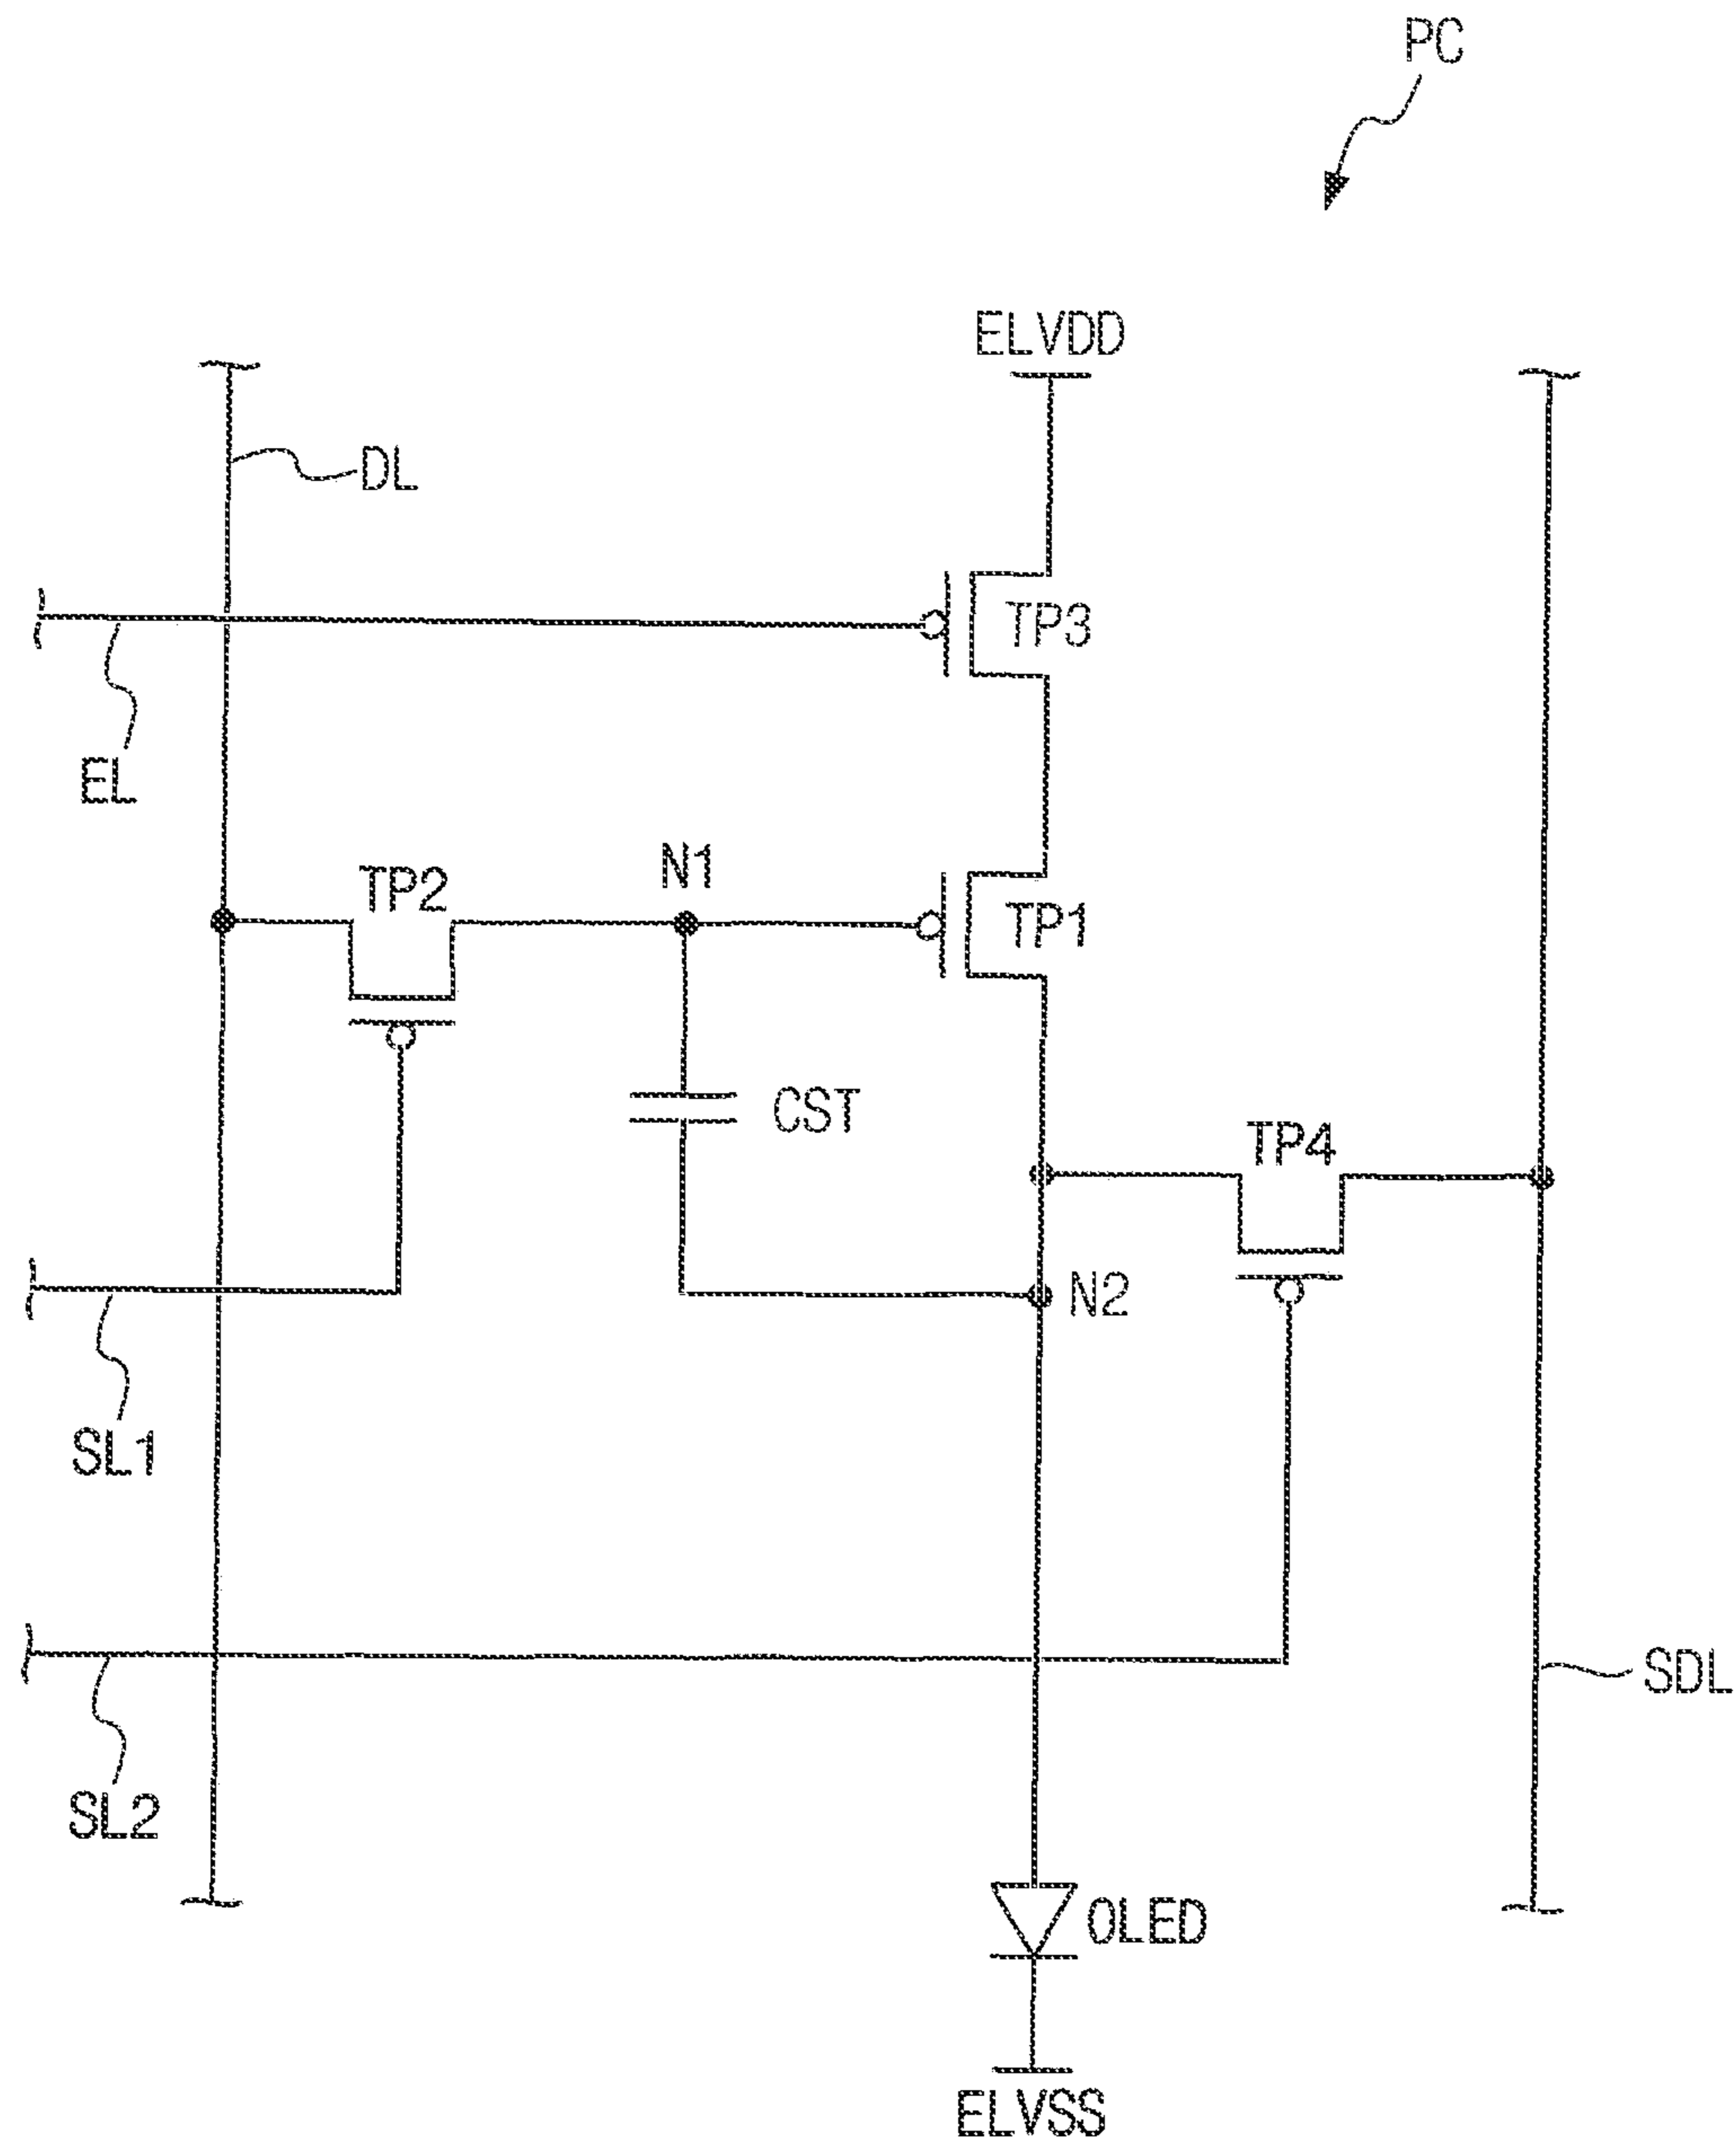 PC
ELVDD
DL
TP3
EL
N1
TP2
TP1
CST
TP4
N2
SL1
SDL
SL2
OLED
ELVSS